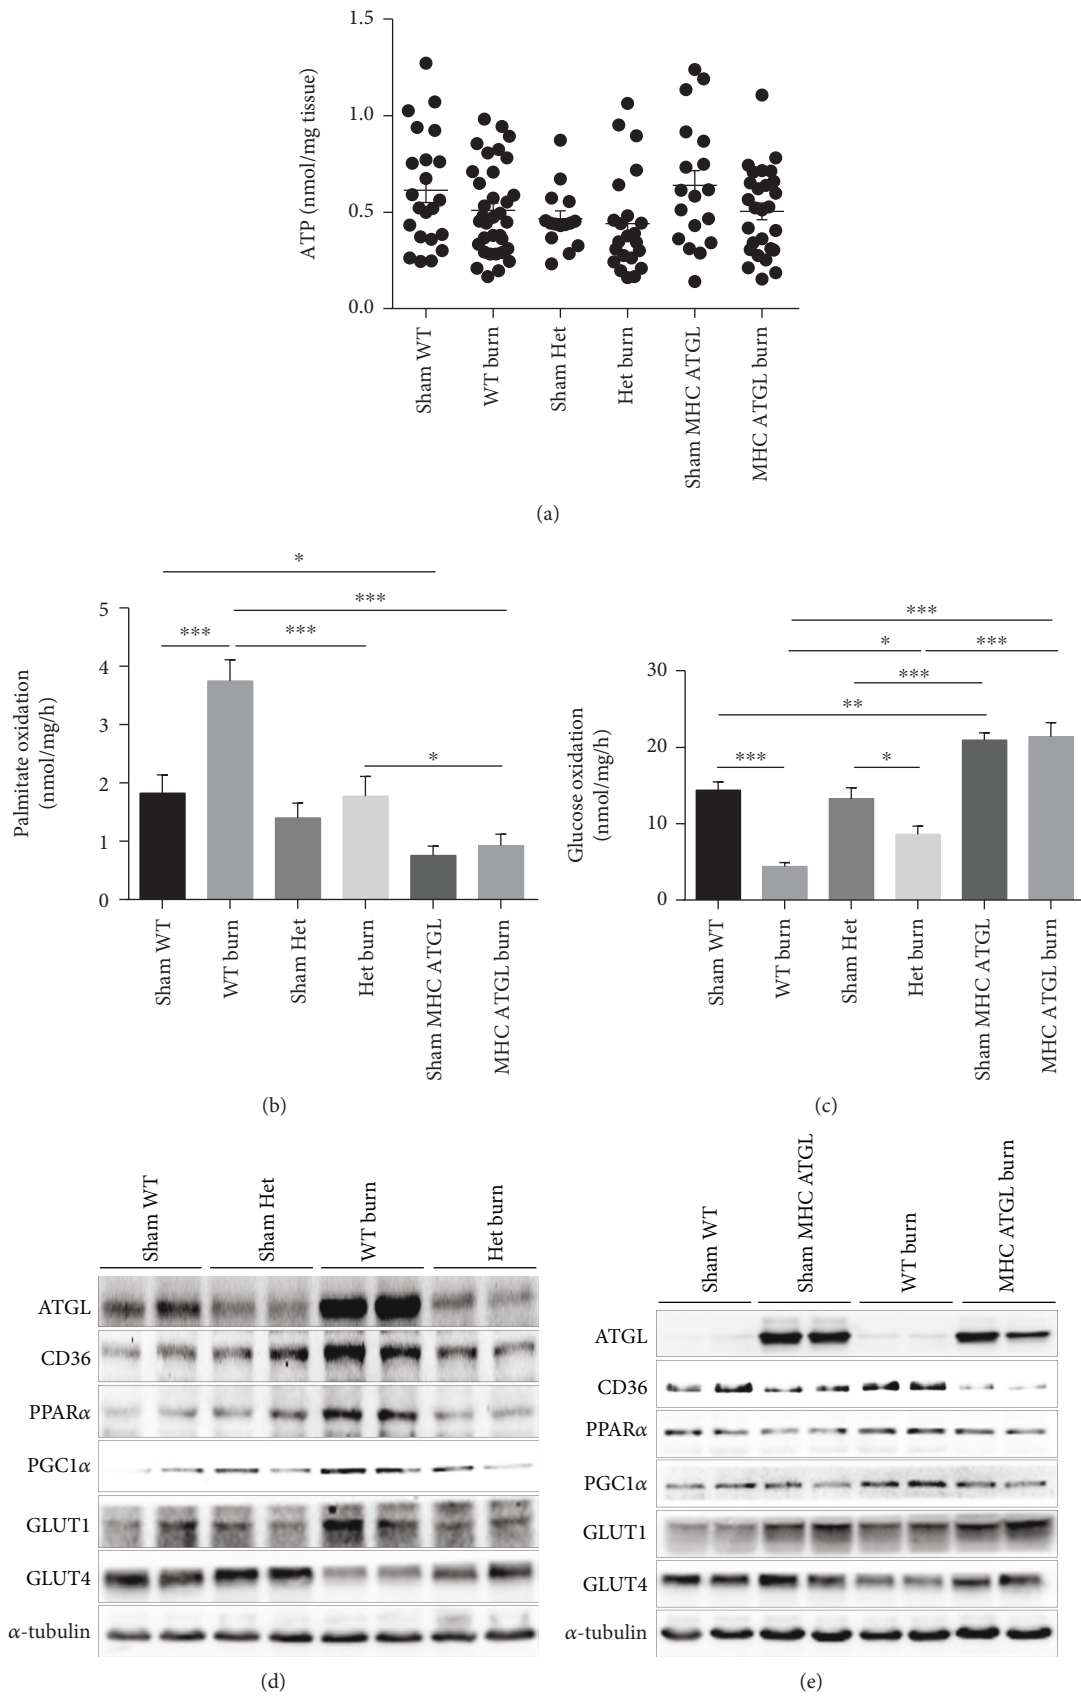 1.5
1.0
0.5
0.0
ATP (nmol/mg tissue)
Sham WT
WT burn
Sham Het
Het burn
Sham MHC ATGL
MHC ATGL burn
(a)
*
***
***
***
*
5
4
3
2
1
0
Palmitate oxidation
(nmol/mg/h)
Sham WT
WT burn
Sham Het
Het burn
Sham MHC ATGL
MHC ATGL burn
(b)
***
*
***
***
**
***
*
30
20
10
0
Glucose oxidation
(nmol/mg/h)
Sham WT
WT burn
Sham Het
Het burn
Sham MHC ATGL
MHC ATGL burn
(c)
Sham WT
Sham Het
WT burn
Het burn
ATGL
CD36
PPARα
PGC1α
GLUT1
GLUT4
α-tubulin
(d)
Sham WT
Sham MHC ATGL
WT burn
MHC ATGL burn
ATGL
CD36
PPARα
PGC1α
GLUT1
GLUT4
α-tubulin
(e)